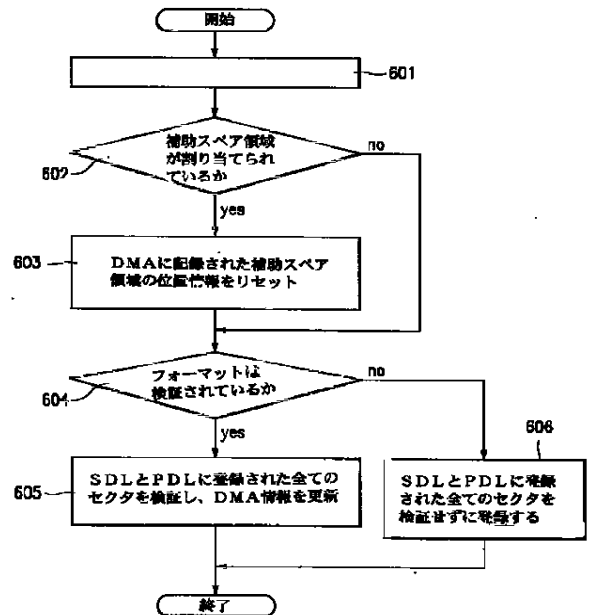 開始
601
補助スペア領域
が割り当てられ
ているか
no
602
yes
603
DMAに記録された補助スペア
領域の位置情報をリセット
フォーマットは
検証されているか
no
604
yes
606
605
SDLとPDLに登録された全ての
セクタを検証し、DMA情報を更新
SDLとPDLに登録
された全てのセクタを
検証せずに登録する
終了